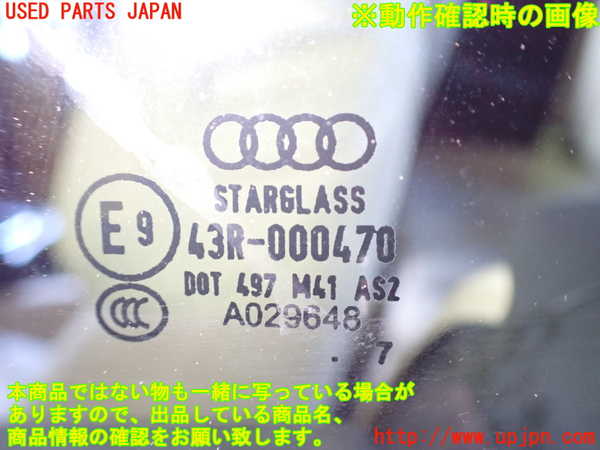 USED PARTS JAPAN
※動作確認時の画像
STARGLASS
E9
43R-000470
DOT 497 M41 AS2
CCC
A029648
. 7
本商品ではない物も一緒に写っている場合が
ありますので、出品している商品名、
商品情報の確認をお願い致します。
http://www.upjpn.com/